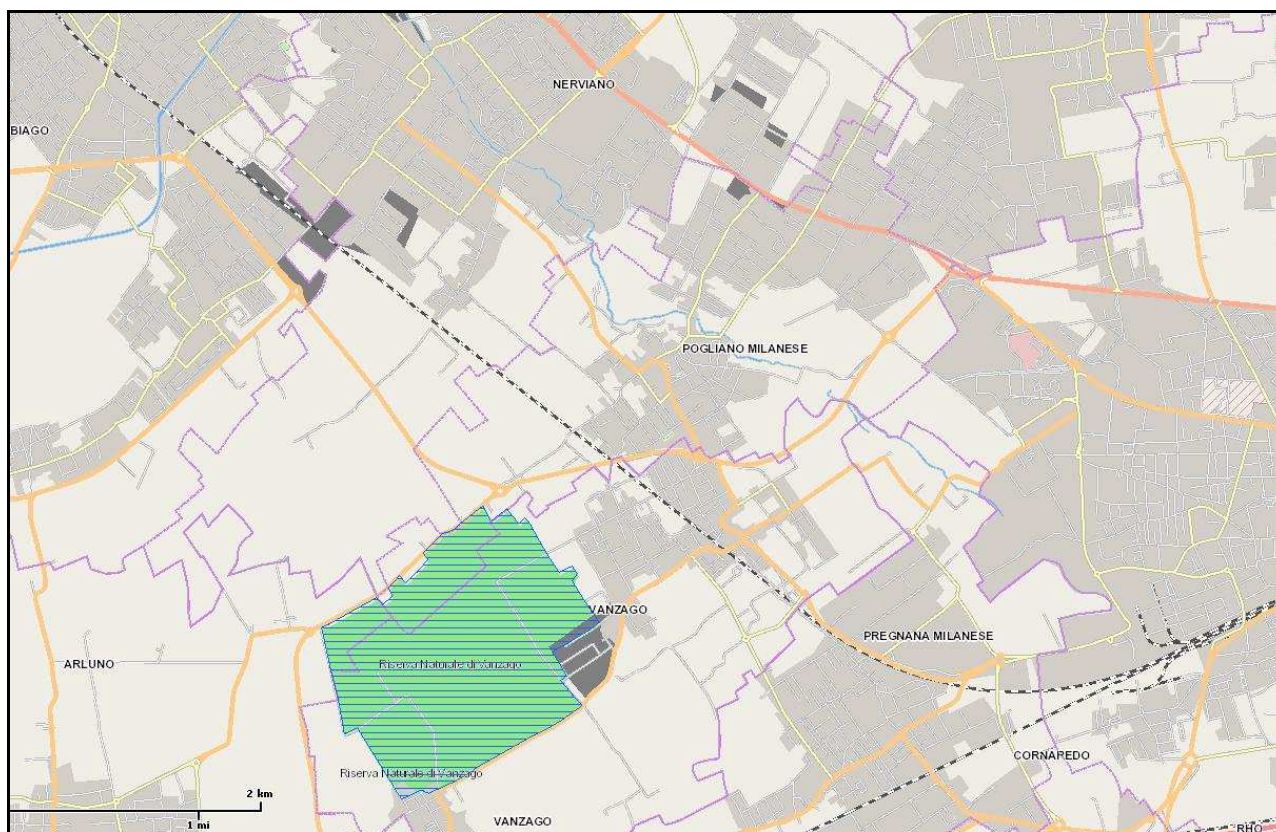 NERVIANO
BIAGO
POGLIANO MILANESE
VANZAGO
PREGNANA MILANESE
ARLUNO
Riserva Naturale di Vanzago
CORNAREDO
Riserva Naturale di Vanzago
2 km
1 mi
VANZAGO
RHO